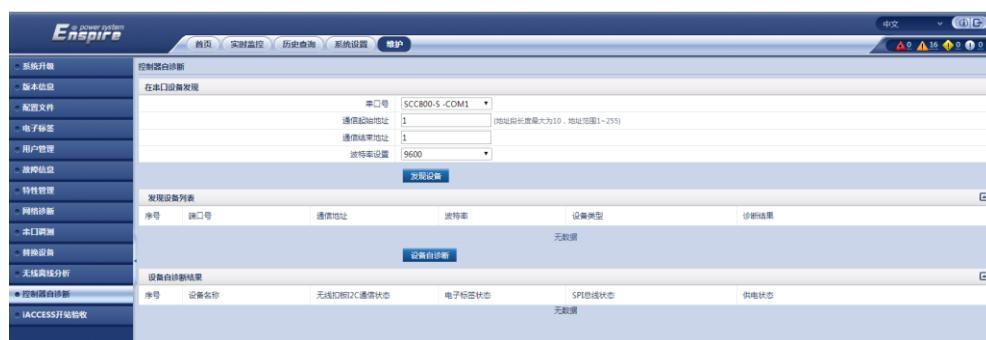 e power system
Enspire
中文
首页 实时监控 历史查询 系统设置 维护
0 16 0 0
系统升级
版本信息
配置文件
电子标签
用户管理
故障信息
特性管理
网络诊断
串口调测
替换设备
无线离线分析
控制器自诊断
iACCESS开站验收
控制器自诊断
在串口设备发现
串口号 SCC800-S -COM1
通信起始地址 1 (地址段长度最大为10，地址范围1~255)
通信结束地址 1
波特率设置 9600
发现设备
发现设备列表
序号 端口号 通信地址 波特率 设备类型 诊断结果
无数据
设备自诊断
设备自诊断结果
序号 设备名称 无线扣板I2C通信状态 电子标签状态 SPI总线状态 供电状态
无数据